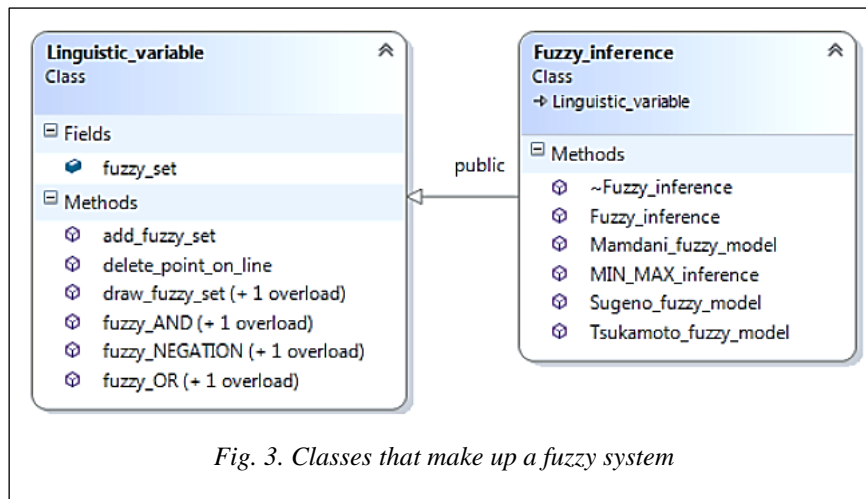 Linguistic_variable
Class
Fields
fuzzy_set
Methods
add_fuzzy_set
delete_point_on_line
draw_fuzzy_set (+ 1 overload)
fuzzy_AND (+ 1 overload)
fuzzy_NEGATION (+ 1 overload)
fuzzy_OR (+ 1 overload)
public
Fuzzy_inference
Class
Linguistic_variable
Methods
~Fuzzy_inference
Fuzzy_inference
Mamdani_fuzzy_model
MIN_MAX_inference
Sugeno_fuzzy_model
Tsukamoto_fuzzy_model
Fig. 3. Classes that make up a fuzzy system